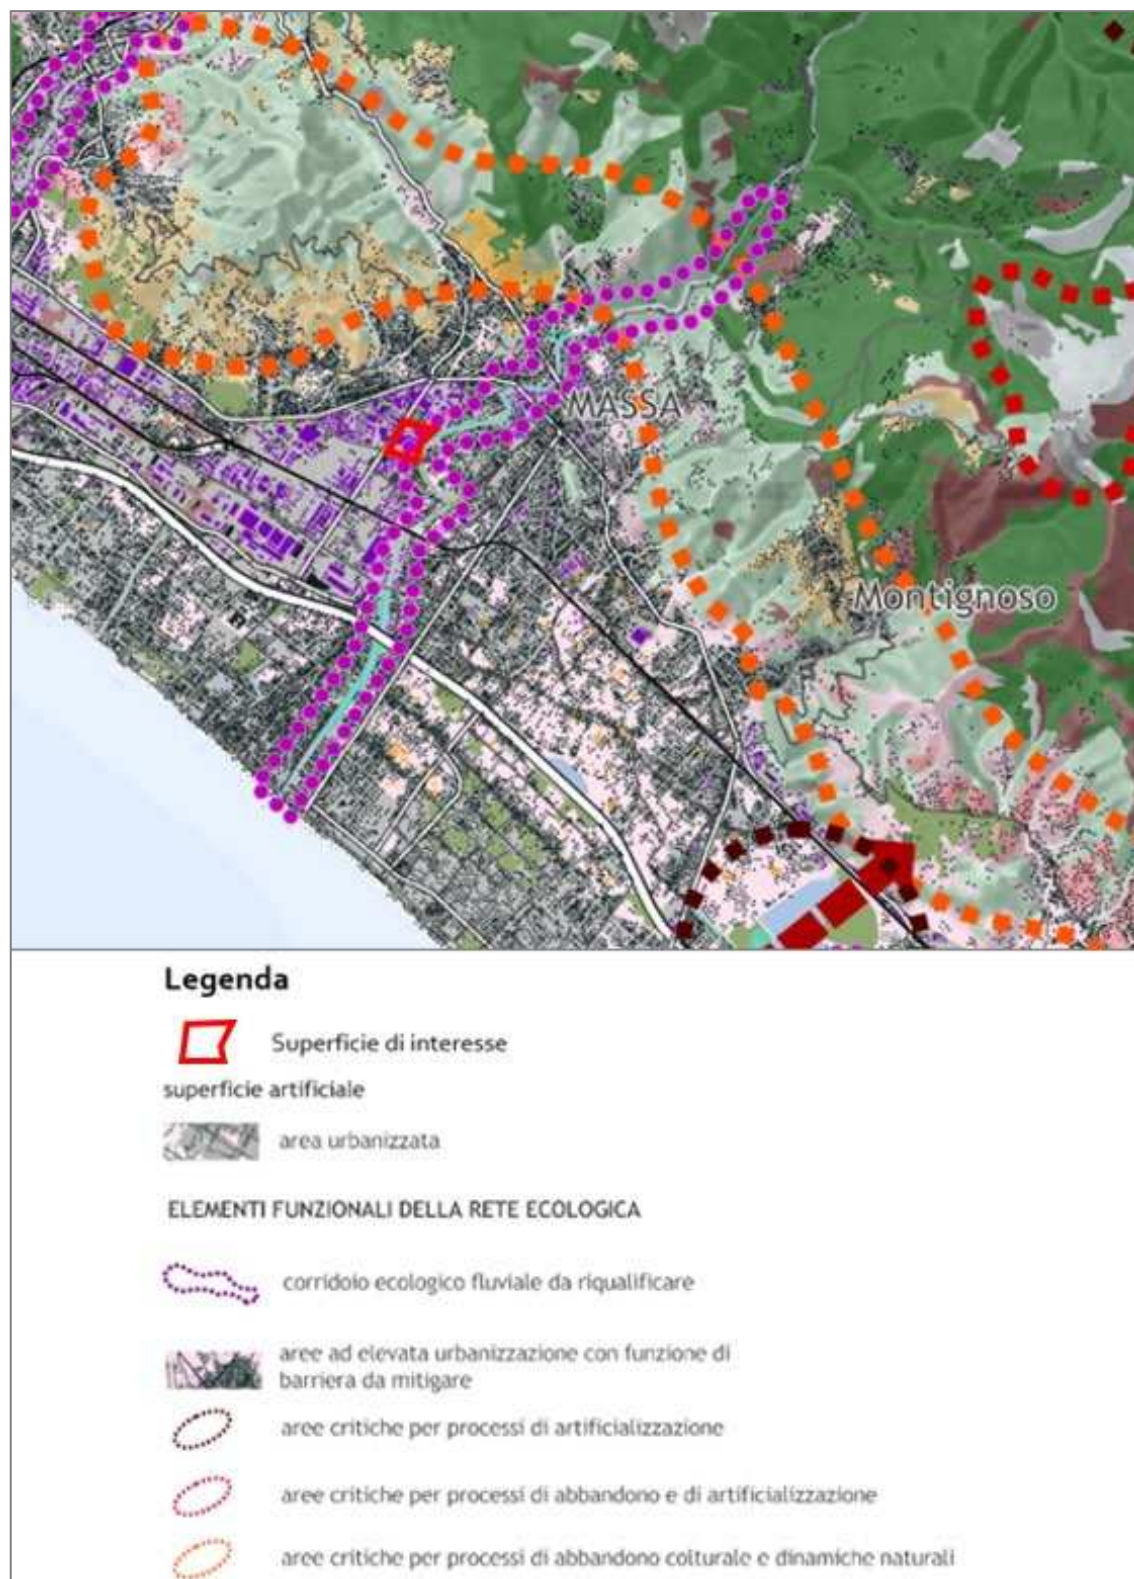 MASSA
Montignoso
Legenda
Superficie di interesse
superficie artificiale
area urbanizzata
ELEMENTI FUNZIONALI DELLA RETE ECOLOGICA
corridoio ecologico fluviale da riqualificare
aree ad elevata urbanizzazione con funzione di
barriera da mitigare
aree critiche per processi di artificializzazione
aree critiche per processi di abbandono e di artificializzazione
aree critiche per processi di abbandono colturale e dinamiche naturali